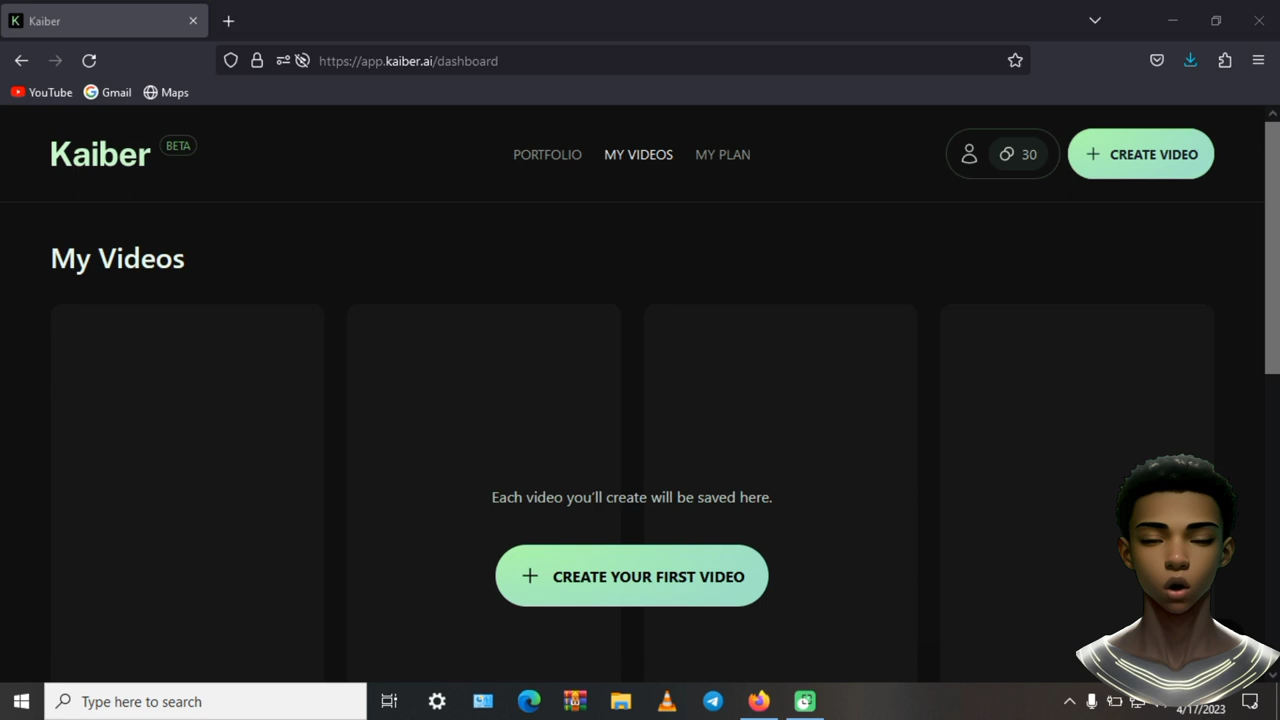 Kaiber
https://app.kaiber.ai/dashboard
YouTube Gmail Maps
Kaiber BETA PORTFOLIO MY VIDEOS MY PLAN 30 CREATE VIDEO
My Videos
Each video you'll create will be saved here.
CREATE YOUR FIRST VIDEO
Type here to search
4/17/2023